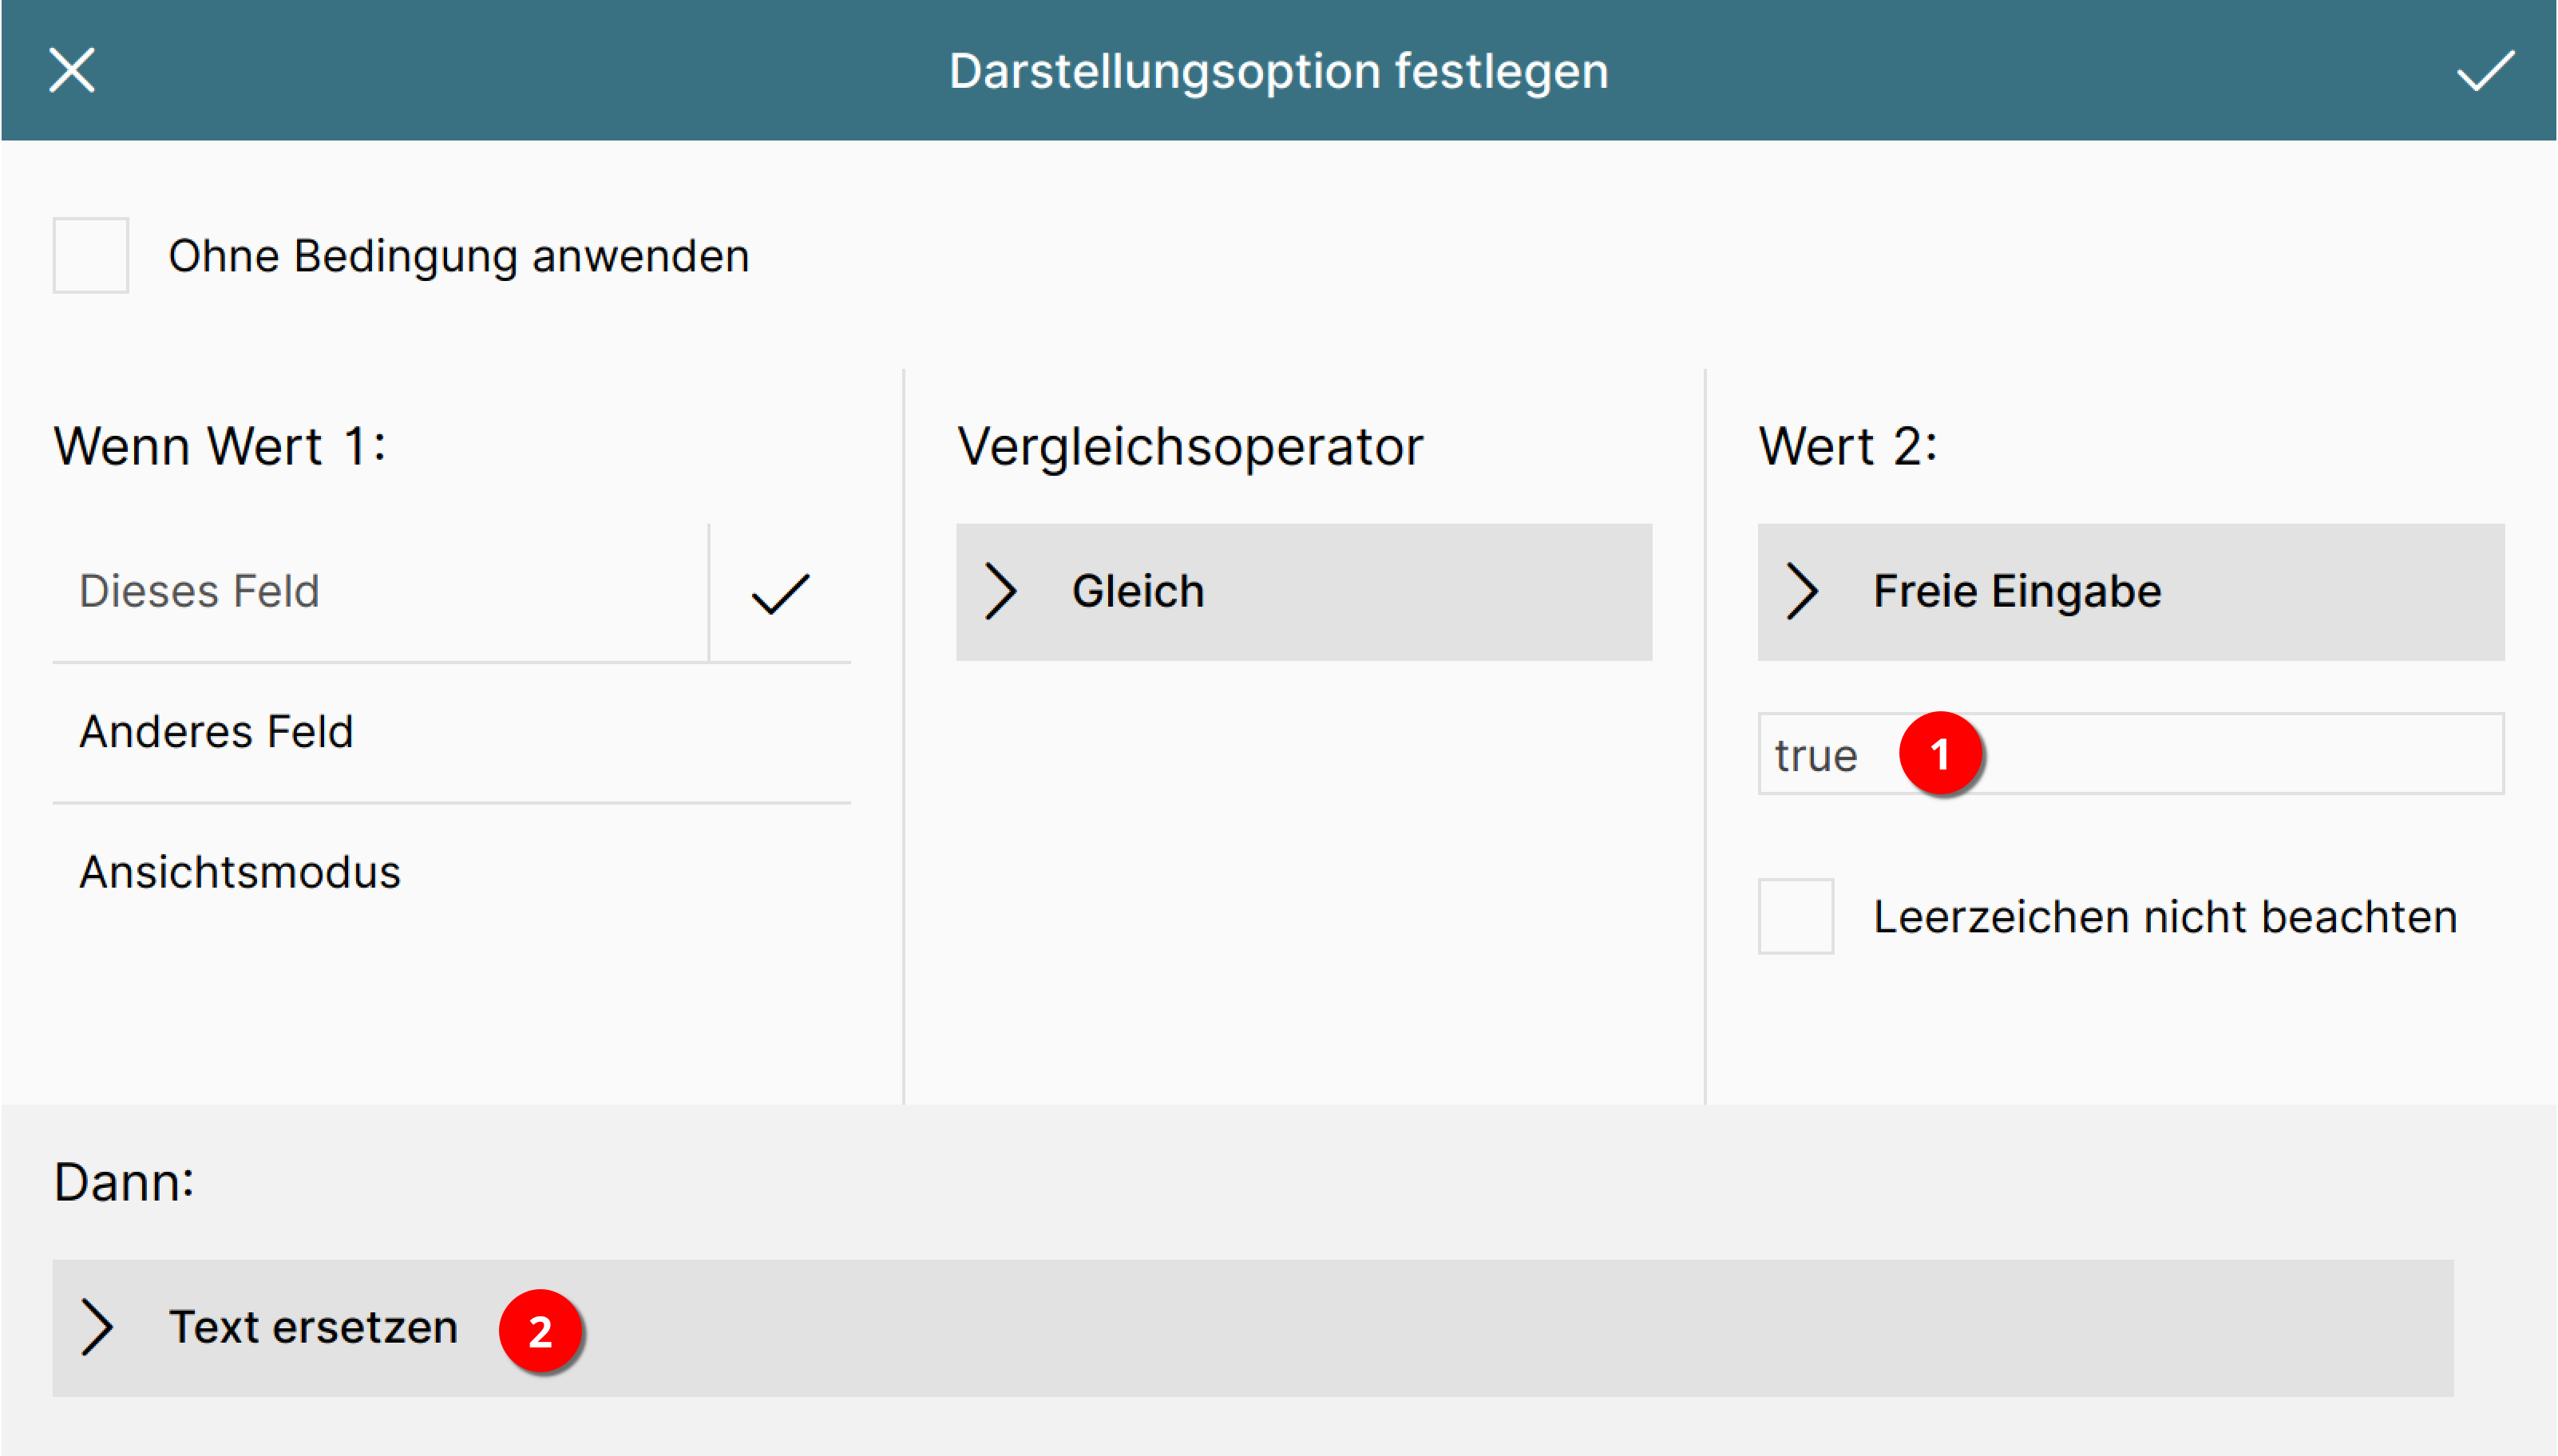 Darstellungsoption festlegen
Ohne Bedingung anwenden
Wenn Wert 1:
Dieses Feld
Anderes Feld
Ansichtsmodus
Vergleichsoperator
Gleich
Wert 2:
Freie Eingabe
true 1
Leerzeichen nicht beachten
Dann:
Text ersetzen 2